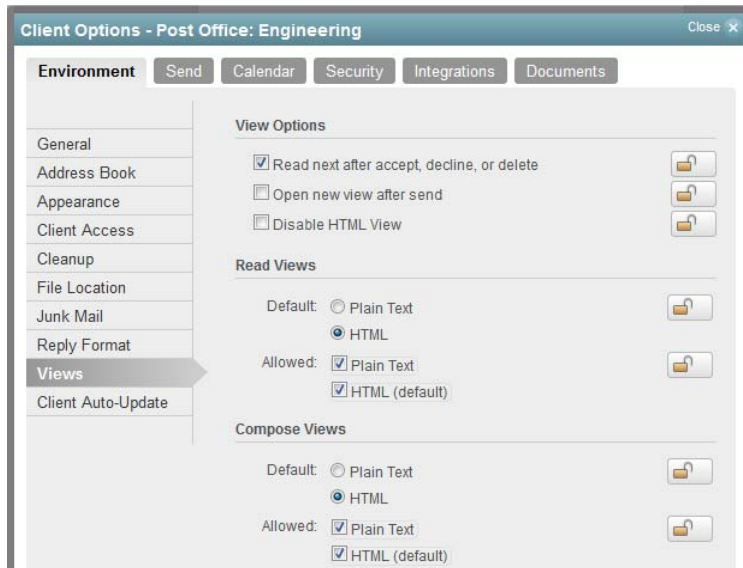 Client Options - Post Office: Engineering
Close
Environment
Send
Calendar
Security
Integrations
Documents
General
Address Book
Appearance
Client Access
Cleanup
File Location
Junk Mail
Reply Format
Views
Client Auto-Update
View Options
Read next after accept, decline, or delete
Open new view after send
Disable HTML View
Read Views
Default: Plain Text
HTML
Allowed: Plain Text
HTML (default)
Compose Views
Default: Plain Text
HTML
Allowed: Plain Text
HTML (default)